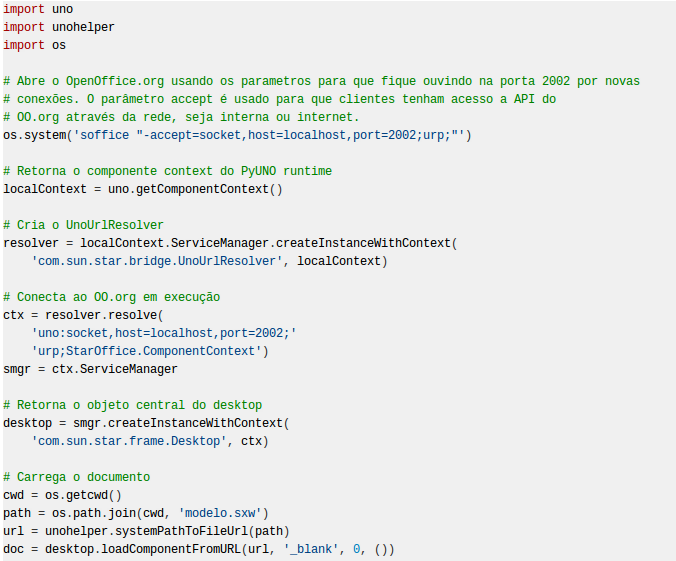 import uno
import unohelper
import os
# Abre o OpenOffice.org usando os parametros para que fique ouvindo na porta 2002 por novas
# conexões. O parâmetro accept é usado para que clientes tenham acesso a API do
# OO.org através da rede, seja interna ou internet.
os.system('soffice "-accept=socket,host=localhost,port=2002;urp;"')
# Retorna o componente context do PyUNO runtime
localContext = uno.getComponentContext()
# Cria o UnoUrlResolver
resolver = localContext.ServiceManager.createInstanceWithContext(
    'com.sun.star.bridge.UnoUrlResolver', localContext)
# Conecta ao OO.org em execução
ctx = resolver.resolve(
    'uno:socket,host=localhost,port=2002;'
    'urp;StarOffice.ComponentContext')
smgr = ctx.ServiceManager
# Retorna o objeto central do desktop
desktop = smgr.createInstanceWithContext(
    'com.sun.star.frame.Desktop', ctx)
# Carrega o documento
cwd = os.getcwd()
path = os.path.join(cwd, 'modelo.sxw')
url = unohelper.systemPathToFileUrl(path)
doc = desktop.loadComponentFromURL(url, '_blank', 0, ())